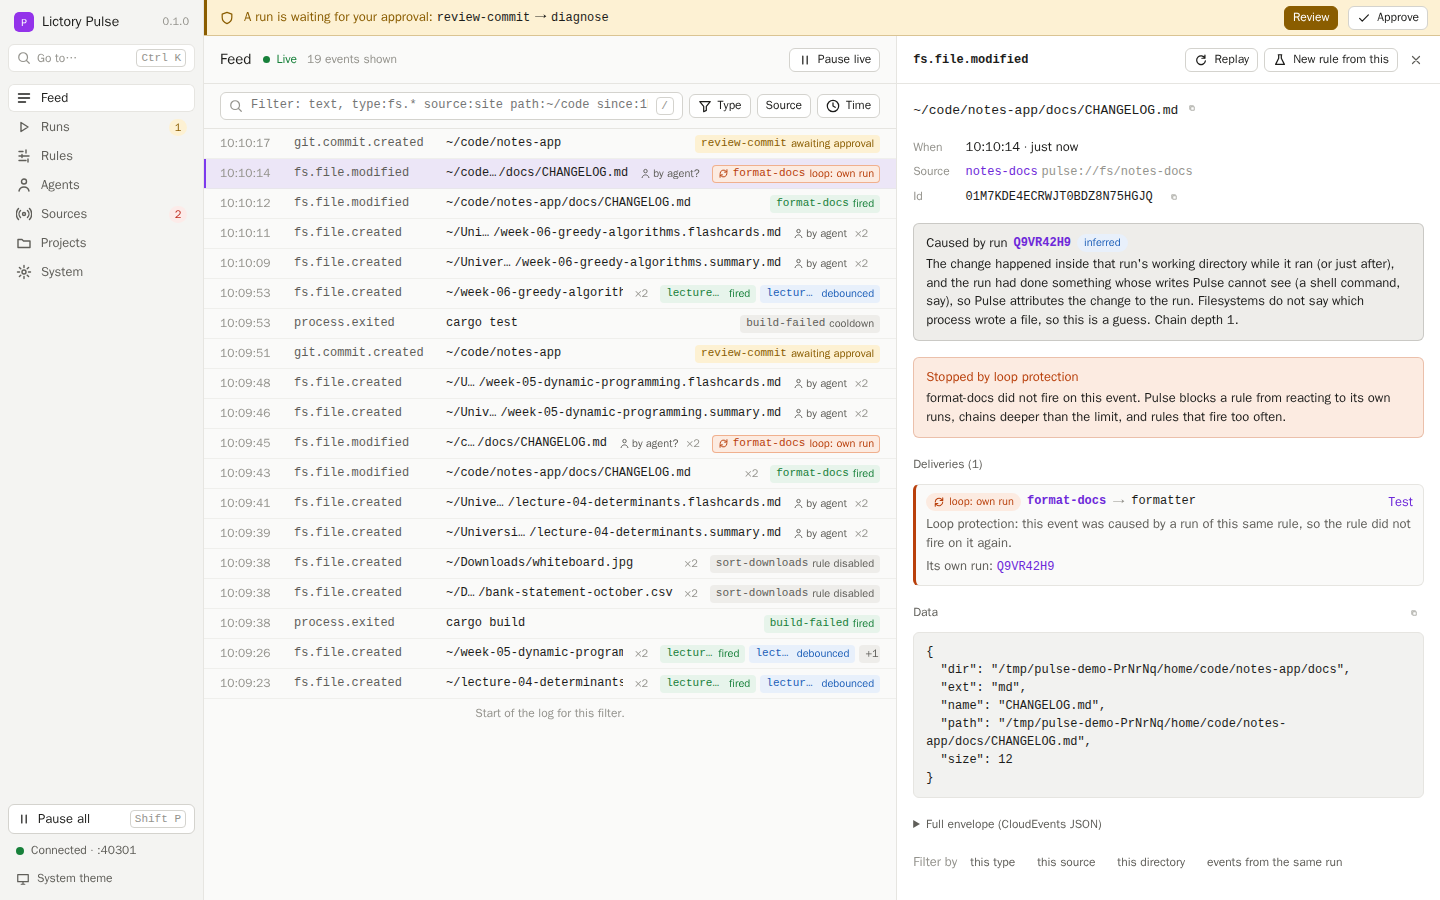 P Lictory Pulse 0.1.0
Go to··· Ctrl K
Feed
Runs 1
Rules
Agents
Sources 2
Projects
System
Pause all Shift P
Connected · :40301
System theme
A run is waiting for your approval: review-commit → diagnose
Review
Approve
Feed Live 19 events shown Pause live
Filter: text, type:fs.* source:site path:~/code since:1 /
Type Source Time
10:10:17 git.commit.created ~/code/notes-app review-commit awaiting approval
10:10:14 fs.file.modified ~/code… /docs/CHANGELOG.md by agent? format-docs loop: own run
10:10:12 fs.file.modified ~/code/notes-app/docs/CHANGELOG.md format-docs fired
10:10:11 fs.file.created ~/Uni… /week-06-greedy-algorithms.flashcards.md by agent ×2
10:10:09 fs.file.created ~/Univer… /week-06-greedy-algorithms.summary.md by agent ×2
10:09:53 fs.file.created ~/week-06-greedy-algorith ×2 lecture… fired lectur… debounced
10:09:53 process.exited cargo test build-failed cooldown
10:09:51 git.commit.created ~/code/notes-app review-commit awaiting approval
10:09:48 fs.file.created ~/U… /week-05-dynamic-programming.flashcards.md by agent ×2
10:09:46 fs.file.created ~/Univ… /week-05-dynamic-programming.summary.md by agent ×2
10:09:45 fs.file.modified ~/c… /docs/CHANGELOG.md by agent? ×2 format-docs loop: own run
10:09:43 fs.file.modified ~/code/notes-app/docs/CHANGELOG.md ×2 format-docs fired
10:09:41 fs.file.created ~/Unive… /lecture-04-determinants.flashcards.md by agent ×2
10:09:39 fs.file.created ~/Universi… /lecture-04-determinants.summary.md by agent ×2
10:09:38 fs.file.created ~/Downloads/whiteboard.jpg ×2 sort-downloads rule disabled
10:09:38 fs.file.created ~/D… /bank-statement-october.csv ×2 sort-downloads rule disabled
10:09:38 process.exited cargo build build-failed fired
10:09:26 fs.file.created ~/week-05-dynamic-program ×2 lectur… fired lect… debounced +1
10:09:23 fs.file.created ~/lecture-04-determinants ×2 lecture… fired lectur… debounced
Start of the log for this filter.
fs.file.modified Replay New rule from this
~/code/notes-app/docs/CHANGELOG.md
When 10:10:14 · just now
Source notes-docs pulse://fs/notes-docs
Id 01M7KDE4ECRWJT0BDZ8N75HGJQ
Caused by run Q9VR42H9 inferred
The change happened inside that run's working directory while it ran (or just after),
and the run had done something whose writes Pulse cannot see (a shell command,
say), so Pulse attributes the change to the run. Filesystems do not say which
process wrote a file, so this is a guess. Chain depth 1.
Stopped by loop protection
format-docs did not fire on this event. Pulse blocks a rule from reacting to its own
runs, chains deeper than the limit, and rules that fire too often.
Deliveries (1)
loop: own run format-docs → formatter Test
Loop protection: this event was caused by a run of this same rule, so the rule did not
fire on it again.
Its own run: Q9VR42H9
Data
{
"dir": "/tmp/pulse-demo-PrNrNq/home/code/notes-app/docs",
"ext": "md",
"name": "CHANGELOG.md",
"path": "/tmp/pulse-demo-PrNrNq/home/code/notes-
app/docs/CHANGELOG.md",
"size": 12
}
Full envelope (CloudEvents JSON)
Filter by this type this source this directory events from the same run